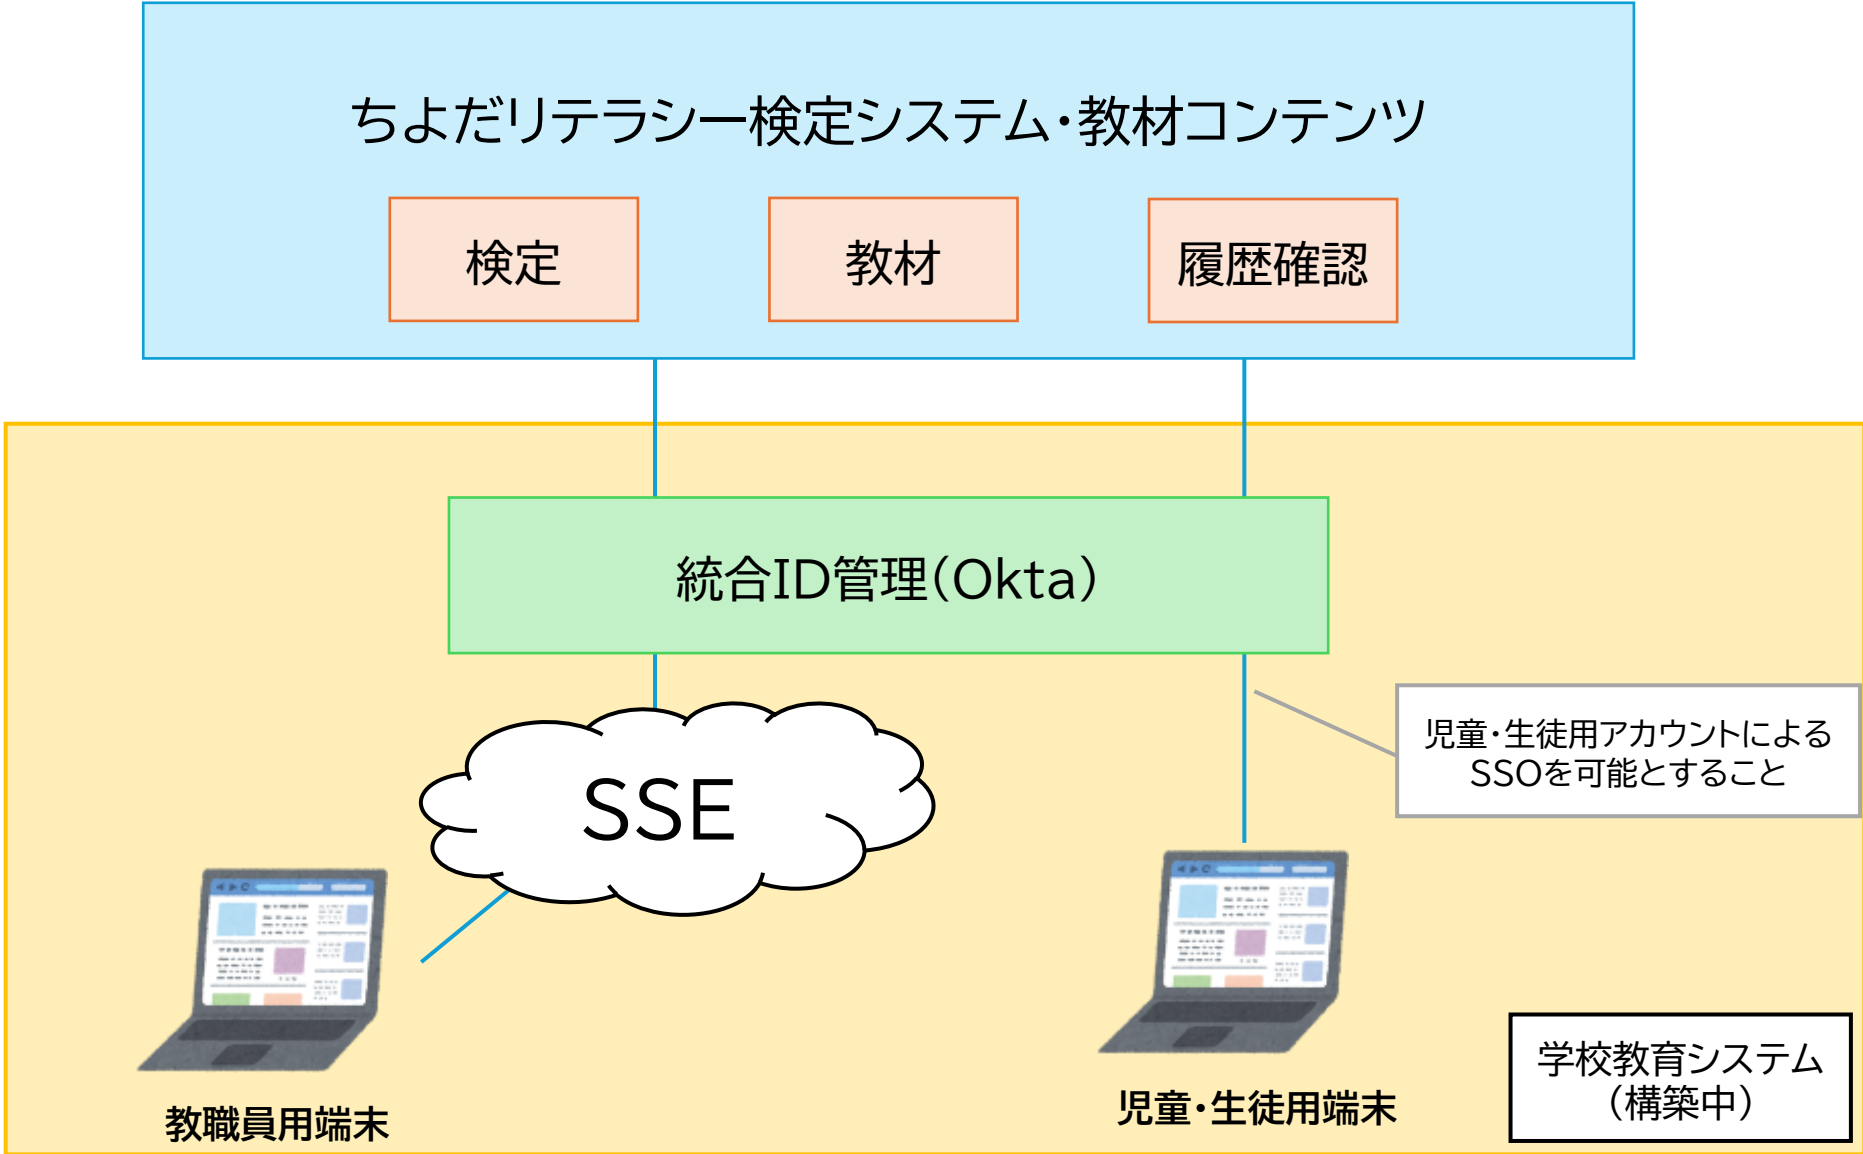 ちよだリテラシー検定システム・教材コンテンツ
検定
教材
履歴確認
統合ID管理（Okta）
児童・生徒用アカウントによる
SSOを可能とすること
SSE
教職員用端末
児童・生徒用端末
学校教育システム
（構築中）